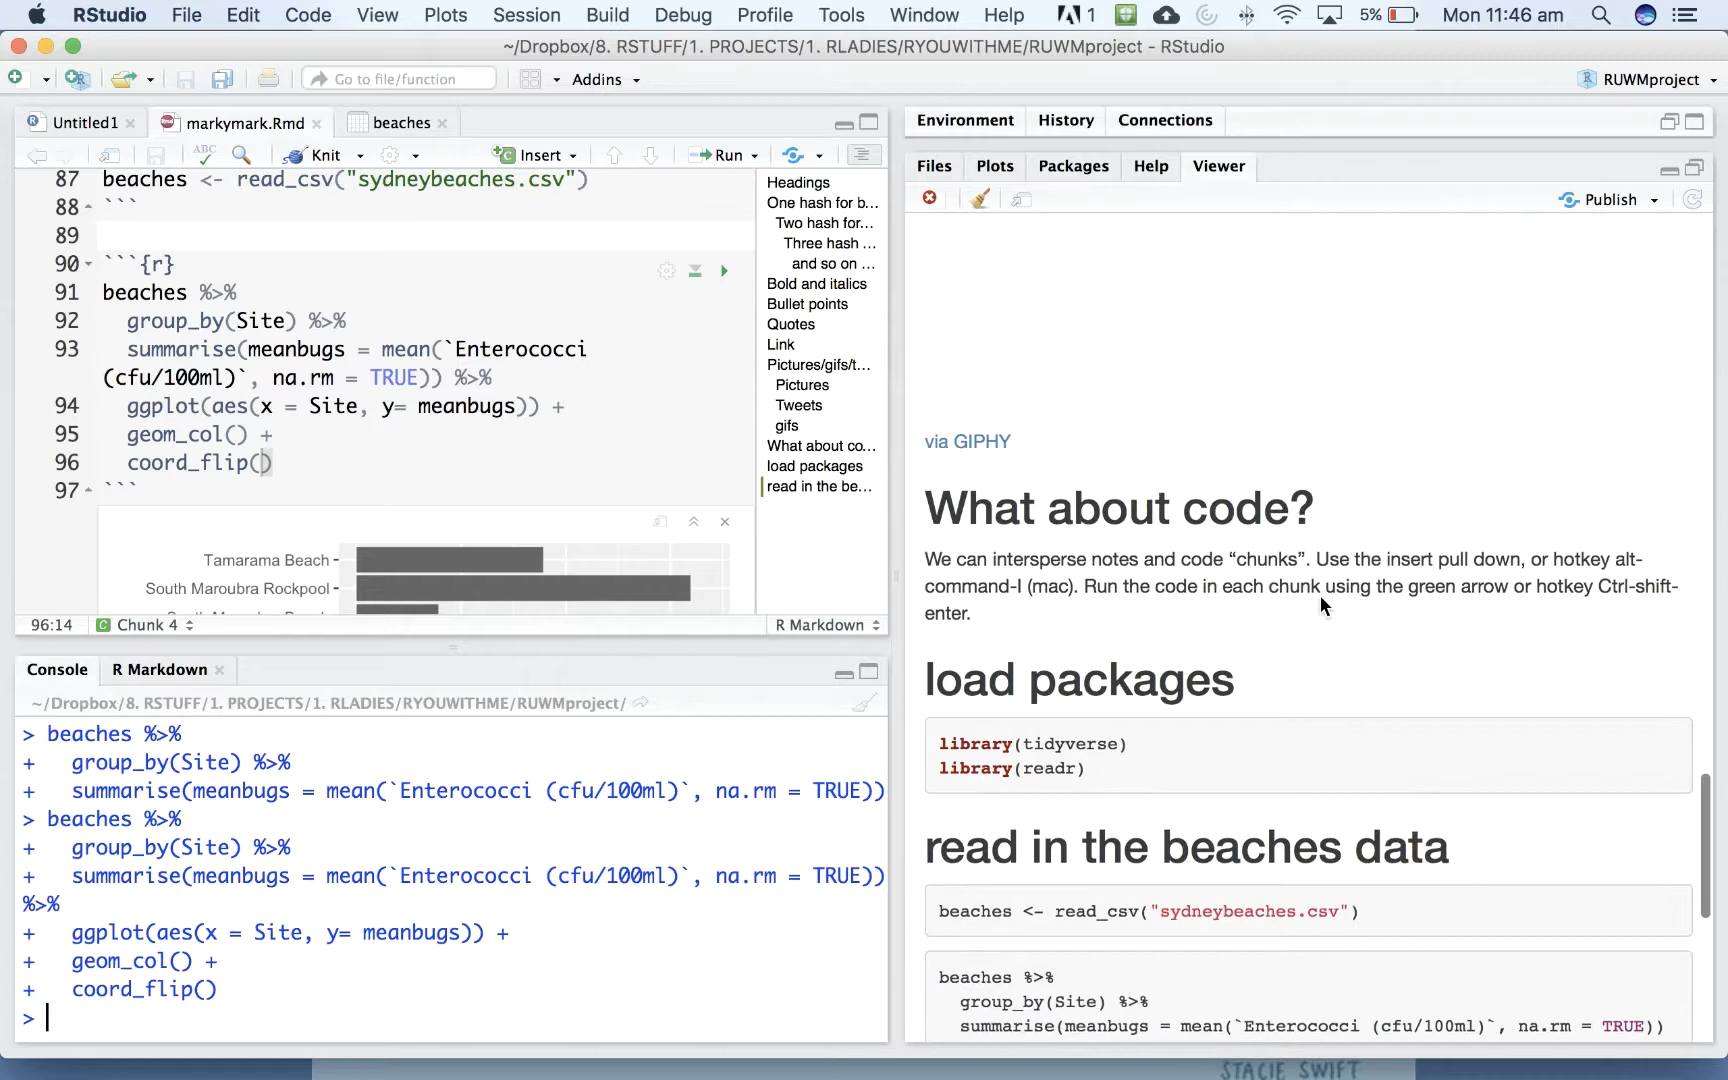 RStudio File Edit Code View Plots Session Build Debug Profile Tools Window Help 1 5% Mon 11:46 am
~/Dropbox/8. RSTUFF/1. PROJECTS/1. RLADIES/RYOUWITHME/RUWMproject - RStudio
Go to file/function Addins RUWMproject
Untitled1 markymark.Rmd beaches
ABC Knit Insert Run
87 beaches <- read_csv("sydneybeaches.csv")
88 ```
89
90 ```{r}
91 beaches %>%
92 group_by(Site) %>%
93 summarise(meanbugs = mean(`Enterococci
(cfu/100ml)`, na.rm = TRUE)) %>%
94 ggplot(aes(x = Site, y= meanbugs)) +
95 geom_col() +
96 coord_flip()
97 ```
Tamarama Beach
South Maroubra Rockpool
96:14 Chunk 4 R Markdown
Headings
One hash for b...
Two hash for...
Three hash ...
and so on ...
Bold and italics
Bullet points
Quotes
Link
Pictures/gifs/t...
Pictures
Tweets
gifs
What about co...
load packages
read in the be...
Console R Markdown
~/Dropbox/8. RSTUFF/1. PROJECTS/1. RLADIES/RYOUWITHME/RUWMproject/
> beaches %>%
+ group_by(Site) %>%
+ summarise(meanbugs = mean(`Enterococci (cfu/100ml)`, na.rm = TRUE))
> beaches %>%
+ group_by(Site) %>%
+ summarise(meanbugs = mean(`Enterococci (cfu/100ml)`, na.rm = TRUE))
%>%
+ ggplot(aes(x = Site, y= meanbugs)) +
+ geom_col() +
+ coord_flip()
>
Environment History Connections
Files Plots Packages Help Viewer
Publish
via GIPHY
What about code?
We can intersperse notes and code “chunks”. Use the insert pull down, or hotkey alt-
command-I (mac). Run the code in each chunk using the green arrow or hotkey Ctrl-shift-
enter.
load packages
library(tidyverse)
library(readr)
read in the beaches data
beaches <- read_csv("sydneybeaches.csv")
beaches %>%
group_by(Site) %>%
summarise(meanbugs = mean(`Enterococci (cfu/100ml)`, na.rm = TRUE))
STACIE SWIFT